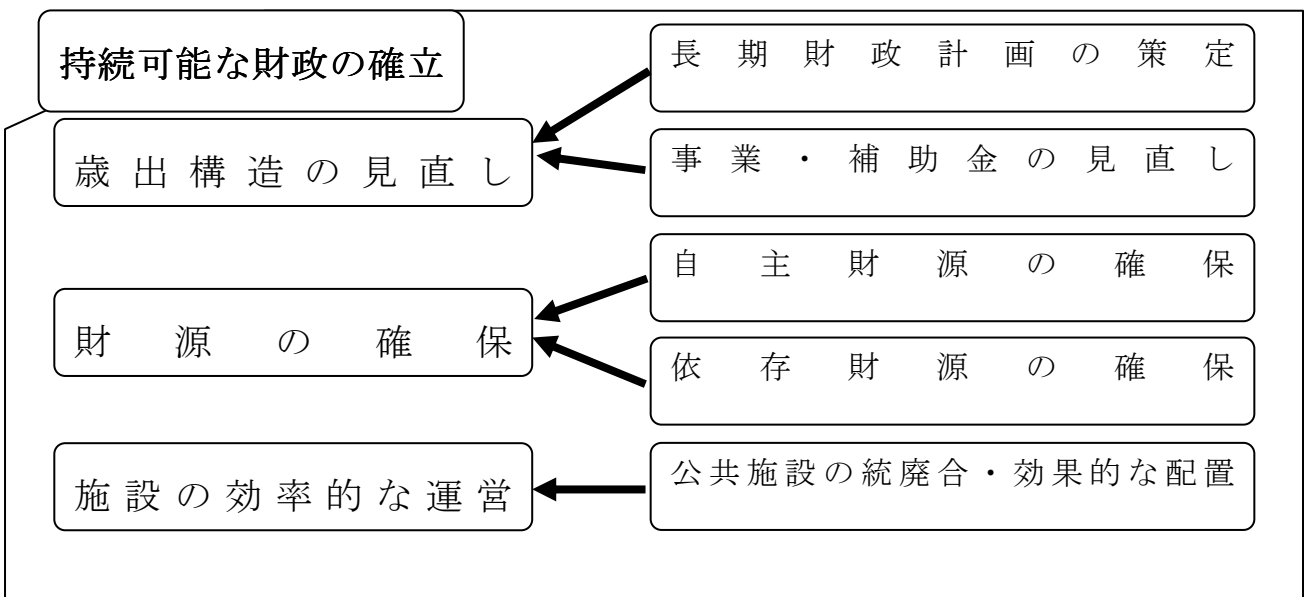 持続可能な財政の確立
長期財政計画の策定
歳出構造の見直し
事業・補助金の見直し
自主財源の確保
財源の確保
依存財源の確保
施設の効率的な運営
公共施設の統廃合・効果的な配置